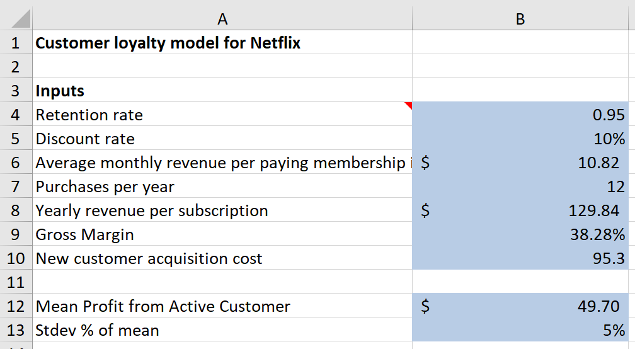 A B
1 Customer loyalty model for Netflix
2
3 Inputs
4 Retention rate 0.95
5 Discount rate 10%
6 Average monthly revenue per paying membership $ 10.82
7 Purchases per year 12
8 Yearly revenue per subscription $ 129.84
9 Gross Margin 38.28%
10 New customer acquisition cost 95.3
11
12 Mean Profit from Active Customer $ 49.70
13 Stdev % of mean 5%